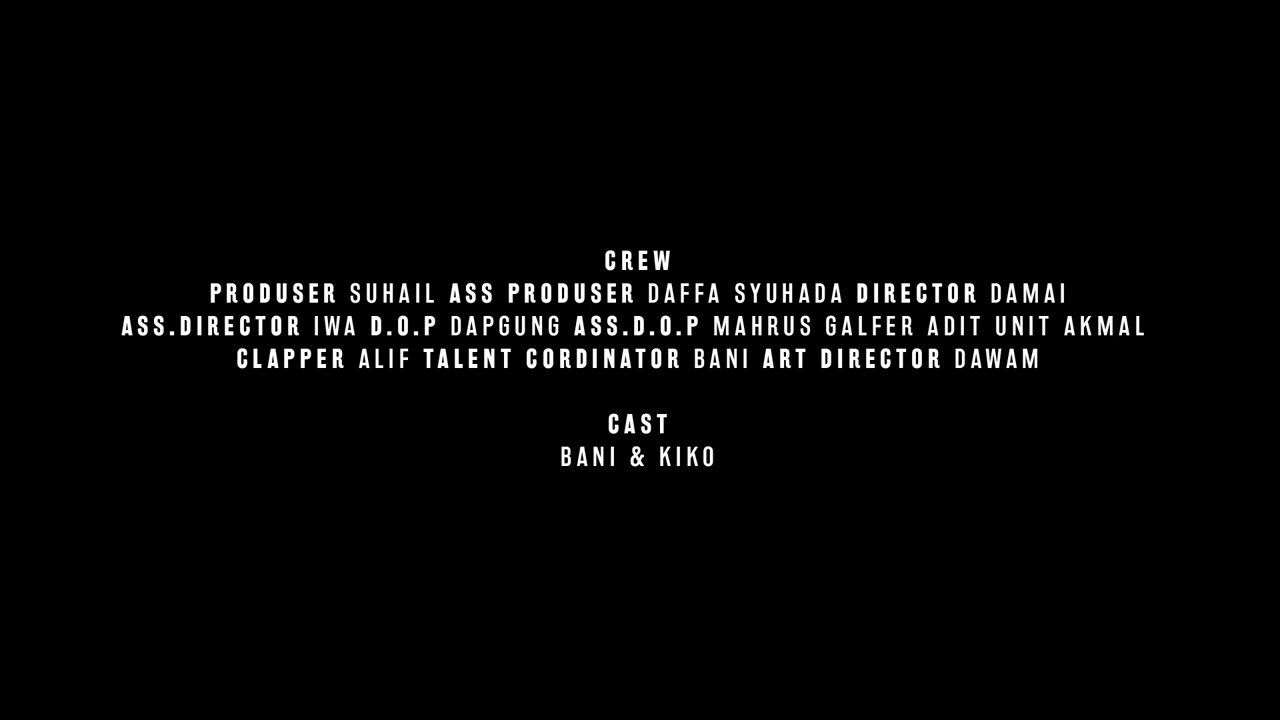 CREW
PRODUSER SUHAIL ASS PRODUSER DAFFA SYUHADA DIRECTOR DAMAI
ASS.DIRECTOR IWA D.O.P DAPGUNG ASS.D.O.P MAHRUS GALFER ADIT UNIT AKMAL
CLAPPER ALIF TALENT CORDINATOR BANI ART DIRECTOR DAWAM
CAST
BANI & KIKO